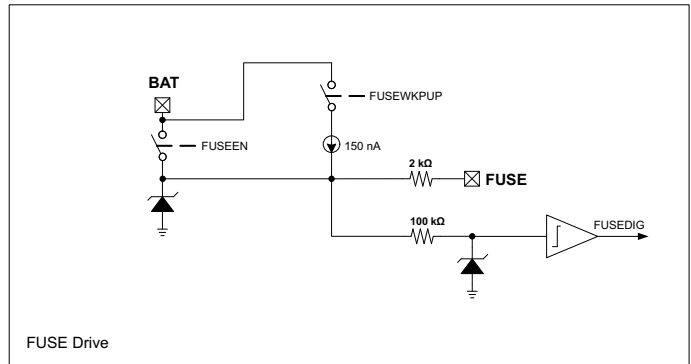 BAT
FUSEWKPUP
FUSEEN
150 nA
2 kΩ
FUSE
100 kΩ
FUSEDIG
FUSE Drive